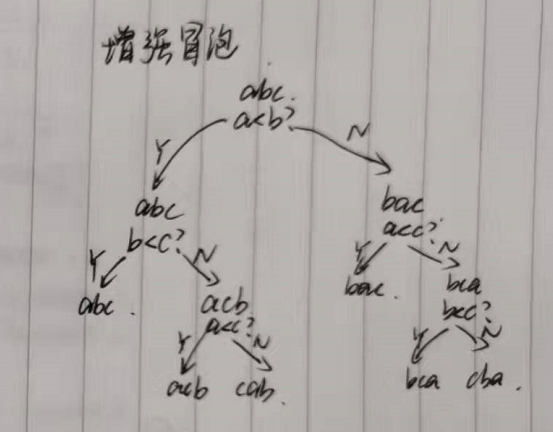 增强冒泡
abc.
a<b?
Y
N
abc
b<c?
bac
a<c?
Y
N
Y
N
abc.
acb
a<c?
bac.
bca
b<c?
Y
N
Y
N
acb
cab.
bca
cba.